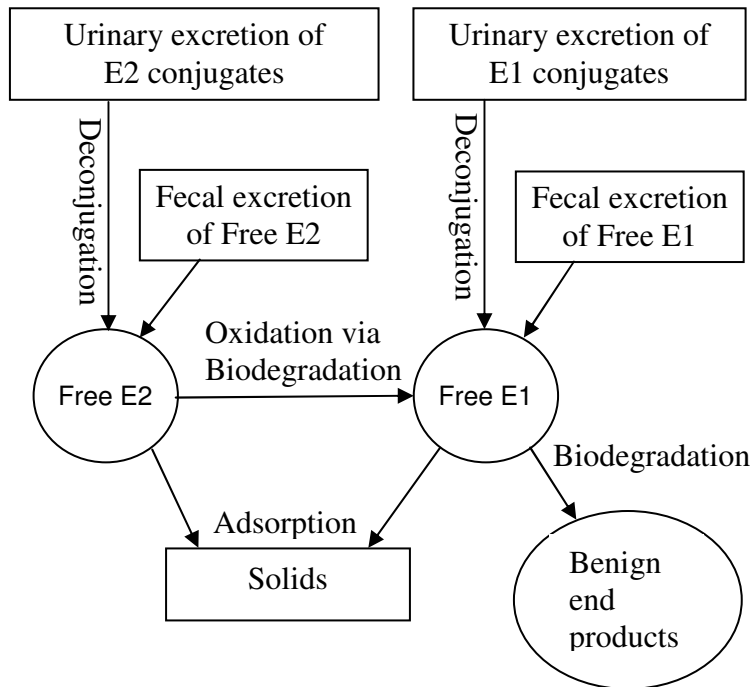 Urinary excretion of
E2 conjugates
Urinary excretion of
E1 conjugates
Deconjugation
Fecal excretion
of Free E2
Deconjugation
Fecal excretion
of Free E1
Oxidation via
Biodegradation
Free E2
Free E1
Biodegradation
Adsorption
Solids
Benign
end
products